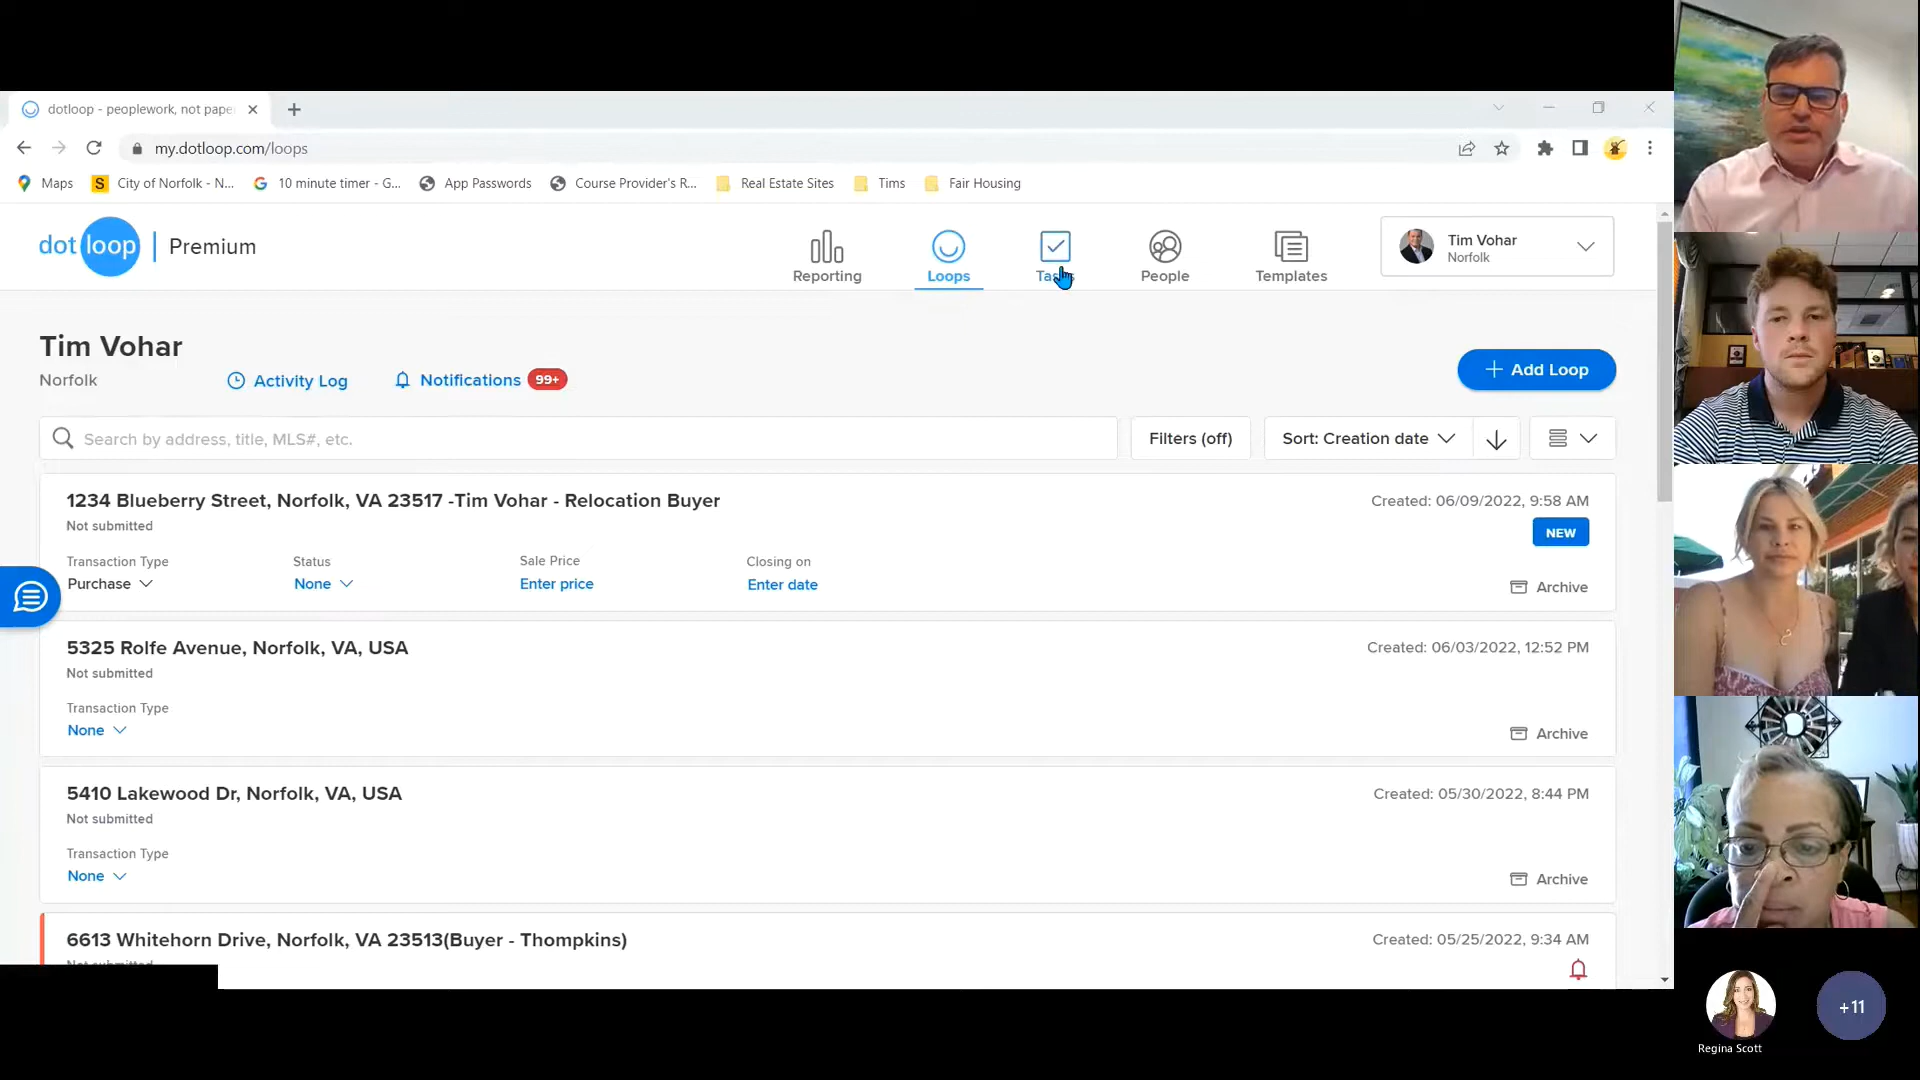 dotloop - peoplework, not pape
my.dotloop.com/loops
Maps
S
City of Norfolk - N...
10 minute timer - G...
App Passwords
Course Provider's R...
Real Estate Sites
Tims
Fair Housing
dotloop | Premium
Reporting
Loops
People
Templates
Tim Vohar
Norfolk
Tim Vohar
Norfolk
Activity Log
Notifications 99+
+ Add Loop
Search by address, title, MLS#, etc.
Filters (off)
Sort: Creation date
1234 Blueberry Street, Norfolk, VA 23517 -Tim Vohar - Relocation Buyer
Created: 06/09/2022, 9:58 AM
Not submitted
NEW
Transaction Type
Status
Sale Price
Closing on
Purchase
None
Enter price
Enter date
Archive
5325 Rolfe Avenue, Norfolk, VA, USA
Created: 06/03/2022, 12:52 PM
Not submitted
Transaction Type
None
Archive
5410 Lakewood Dr, Norfolk, VA, USA
Created: 05/30/2022, 8:44 PM
Not submitted
Transaction Type
None
Archive
6613 Whitehorn Drive, Norfolk, VA 23513(Buyer - Thompkins)
Created: 05/25/2022, 9:34 AM
Not submitted
+11
Regina Scott